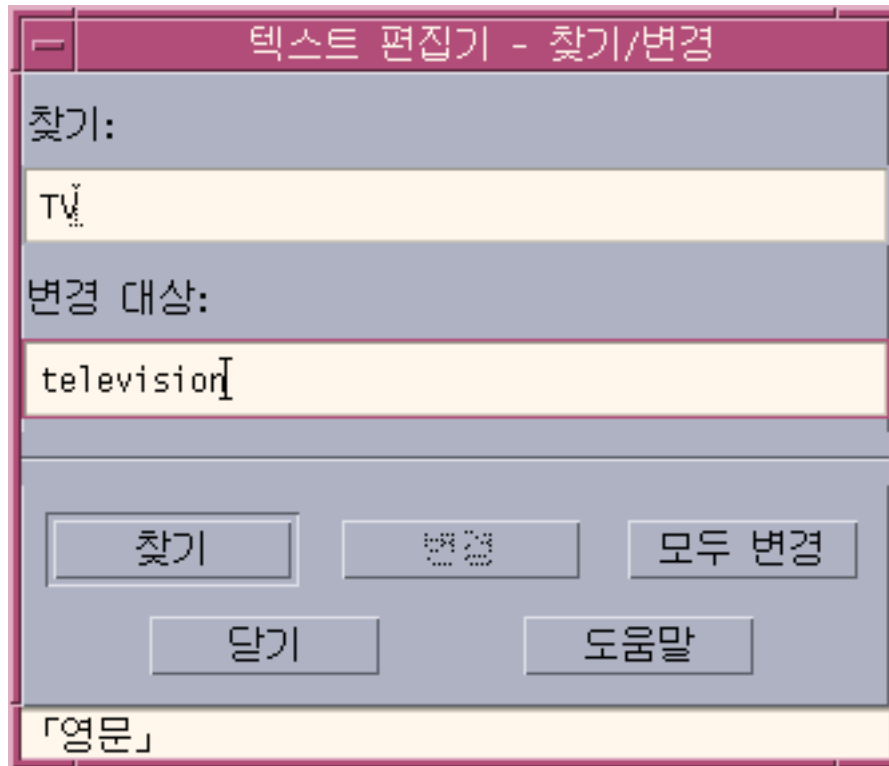 텍스트 편집기 - 찾기/변경
찾기:
TV
변경 대상:
television
찾기 변경 모두 변경
닫기 도움말
「영문」